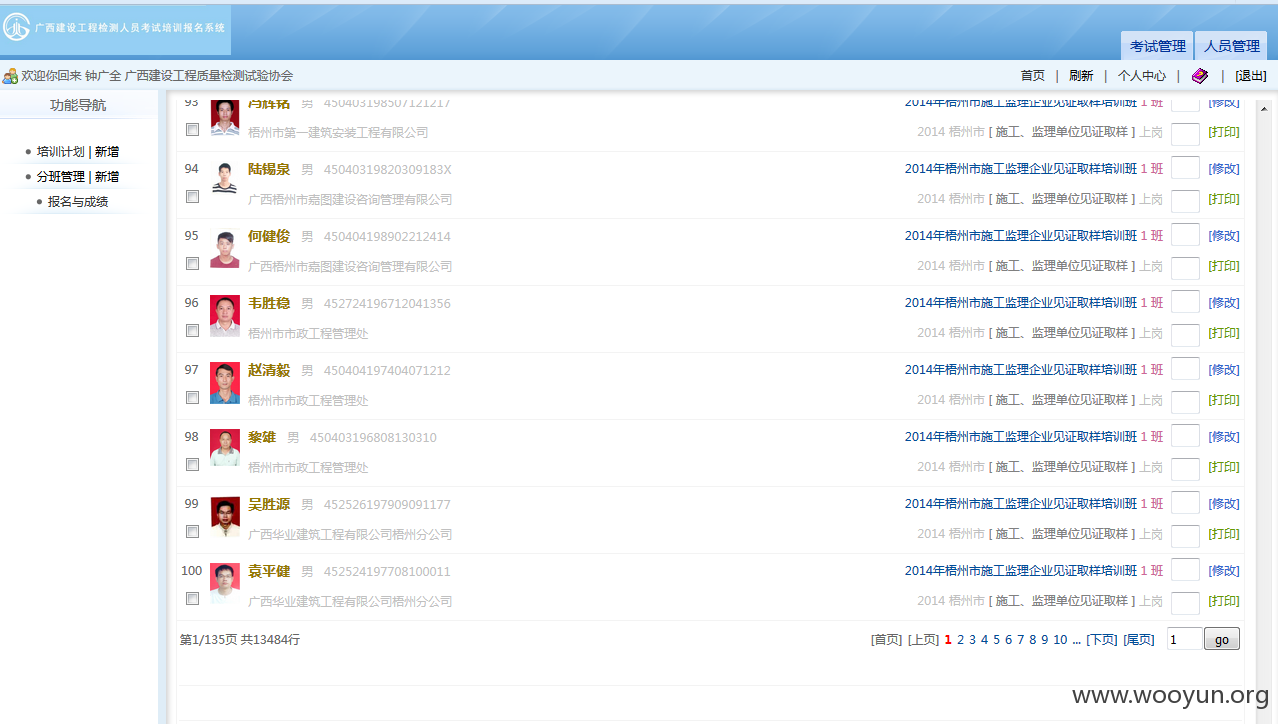 广西建设工程检测人员考试培训报名系统
考试管理 人员管理
欢迎你回来 钟广全 广西建设工程质量检测试验协会
首页 | 刷新 | 个人中心 | | [退出]
功能导航
培训计划 | 新增
分班管理 | 新增
报名与成绩
93 冯辉铭 男 450403198507121217 2014年梧州市施工监理企业见证取样培训班 1 班 [修改]
梧州市第一建筑安装工程有限公司 2014 梧州市 [ 施工、监理单位见证取样 ] 上岗 [打印]
94 陆锡泉 男 45040319820309183X 2014年梧州市施工监理企业见证取样培训班 1 班 [修改]
广西梧州市嘉图建设咨询管理有限公司 2014 梧州市 [ 施工、监理单位见证取样 ] 上岗 [打印]
95 何健俊 男 450404198902212414 2014年梧州市施工监理企业见证取样培训班 1 班 [修改]
广西梧州市嘉图建设咨询管理有限公司 2014 梧州市 [ 施工、监理单位见证取样 ] 上岗 [打印]
96 韦胜稳 男 452724196712041356 2014年梧州市施工监理企业见证取样培训班 1 班 [修改]
梧州市市政工程管理处 2014 梧州市 [ 施工、监理单位见证取样 ] 上岗 [打印]
97 赵清毅 男 450404197404071212 2014年梧州市施工监理企业见证取样培训班 1 班 [修改]
梧州市市政工程管理处 2014 梧州市 [ 施工、监理单位见证取样 ] 上岗 [打印]
98 黎雄 男 450403196808130310 2014年梧州市施工监理企业见证取样培训班 1 班 [修改]
梧州市市政工程管理处 2014 梧州市 [ 施工、监理单位见证取样 ] 上岗 [打印]
99 吴胜源 男 452526197909091177 2014年梧州市施工监理企业见证取样培训班 1 班 [修改]
广西华业建筑工程有限公司梧州分公司 2014 梧州市 [ 施工、监理单位见证取样 ] 上岗 [打印]
100 袁平健 男 452524197708100011 2014年梧州市施工监理企业见证取样培训班 1 班 [修改]
广西华业建筑工程有限公司梧州分公司 2014 梧州市 [ 施工、监理单位见证取样 ] 上岗 [打印]
第1/135页 共13484行 [首页] [上页] 1 2 3 4 5 6 7 8 9 10 ... [下页] [尾页] 1 go
www.wooyun.org